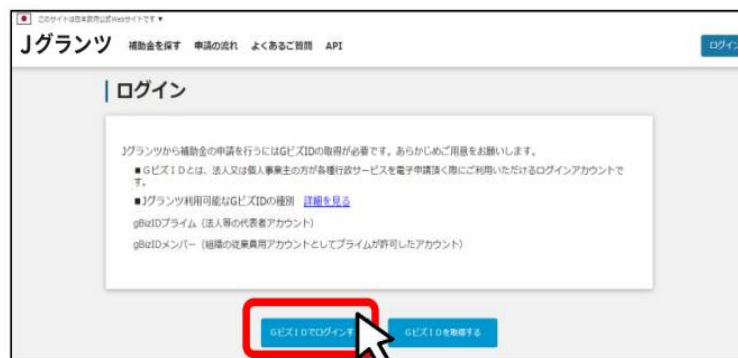 このサイトは日本政府公式Webサイトです▼
Jグランツ 補助金を探す 申請の流れ よくあるご質問 API ログイン
ログイン
Jグランツから補助金の申請を行うにはGビズIDの取得が必要です。あらかじめご用意をお願いします。
■GビズIDとは、法人又は個人事業主の方が各種行政サービスを電子申請頂く際にご利用いただけるログインアカウントで
す。
■Jグランツ利用可能なGビズIDの種別 詳細を見る
gBizIDプライム（法人等の代表者アカウント）
gBizIDメンバー（組織の従業員用アカウントとしてプライムが許可したアカウント）
GビズIDでログインす GビズIDを取得する